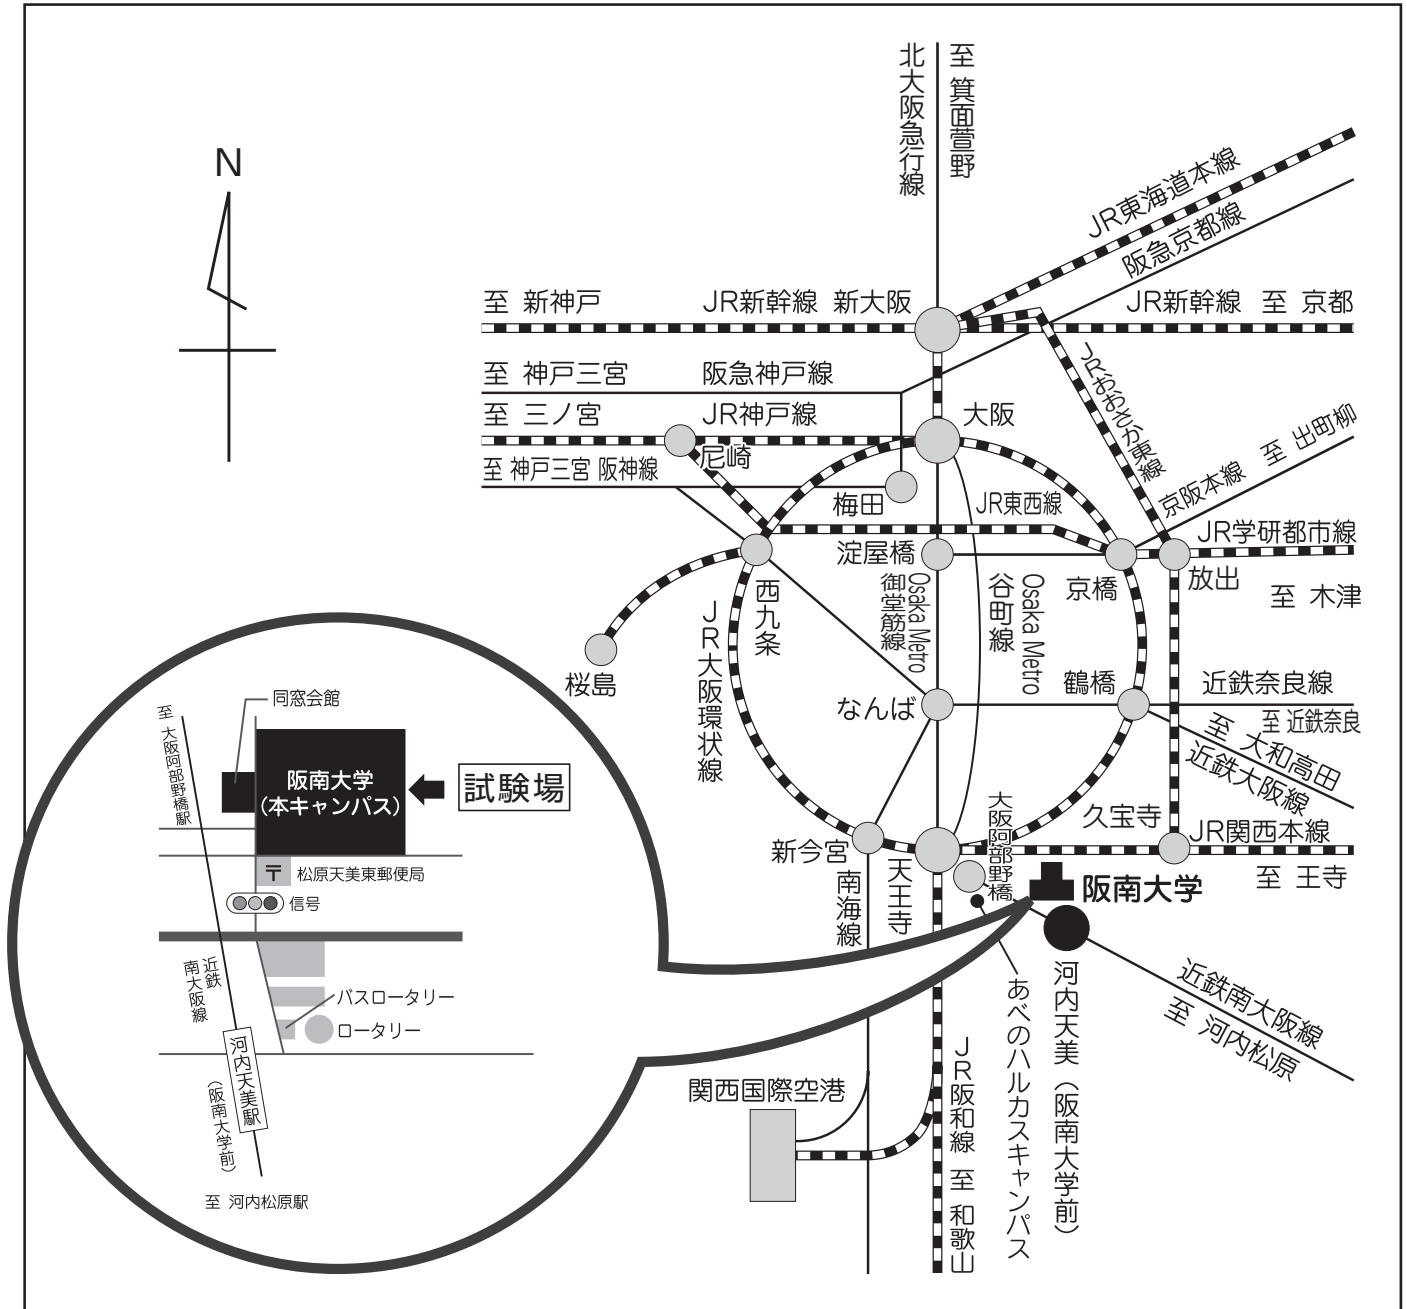 北大阪急行線
至 箕面萱野
N
JR東海道本線
阪急京都線
至 新神戸
JR新幹線
新大阪
JR新幹線
至 京都
至 神戸三宮
阪急神戸線
JRおおさか東線
至 三ノ宮
JR神戸線
大阪
至 出町柳
京阪本線
尼崎
至 神戸三宮 阪神線
梅田
JR東西線
JR学研都市線
淀屋橋
京橋
放出
至 木津
西九条
御堂筋線
Osaka Metro
谷町線
Osaka Metro
JR大阪環状線
桜島
なんば
鶴橋
近鉄奈良線
至 近鉄奈良
至 大和高田
近鉄大阪線
同窓会館
至 大阪阿部野橋駅
阪南大学
(本キャンパス)
試験場
大阪阿部野橋
久宝寺
JR関西本線
新今宮
天王寺
南海線
阪南大学
至 王寺
〒
松原天美東郵便局
信号
近鉄
南大阪線
バスロータリー
ロータリー
河内天美駅
(阪南大学前)
至 河内松原駅
近鉄南大阪線
至 河内松原
あべのハルカスキャンパス
河内天美(阪南大学前)
関西国際空港
JR阪和線
至 和歌山